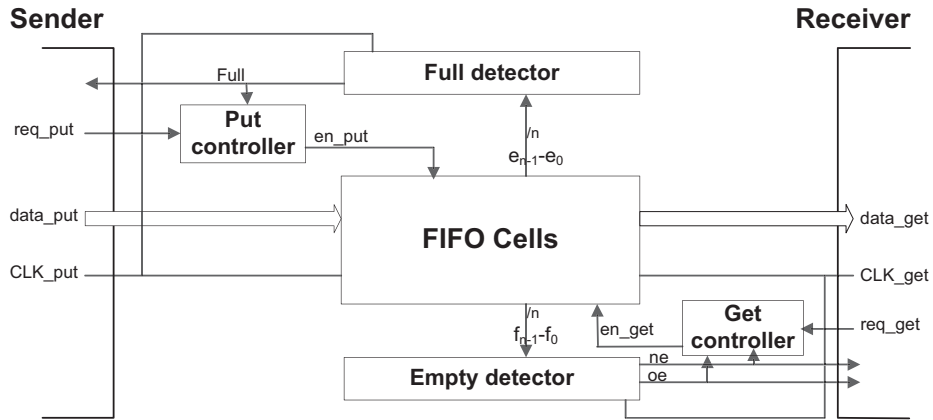 Sender
Receiver
Full detector
Full
Put
controller
req_put
en_put
/n
eₙ₋₁-e₀
data_put
FIFO Cells
data_get
CLK_put
CLK_get
/n
fₙ₋₁-f₀
en_get
Get
controller
req_get
ne
oe
Empty detector